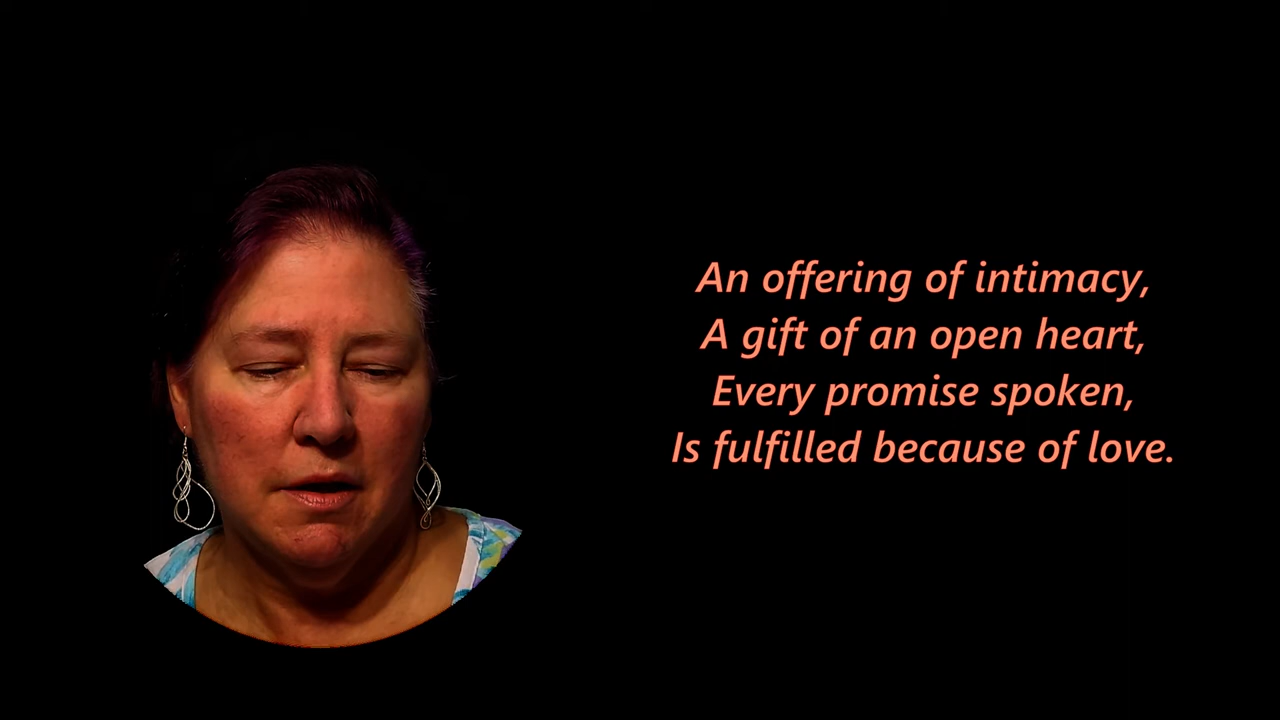 An offering of intimacy,
A gift of an open heart,
Every promise spoken,
Is fulfilled because of love.